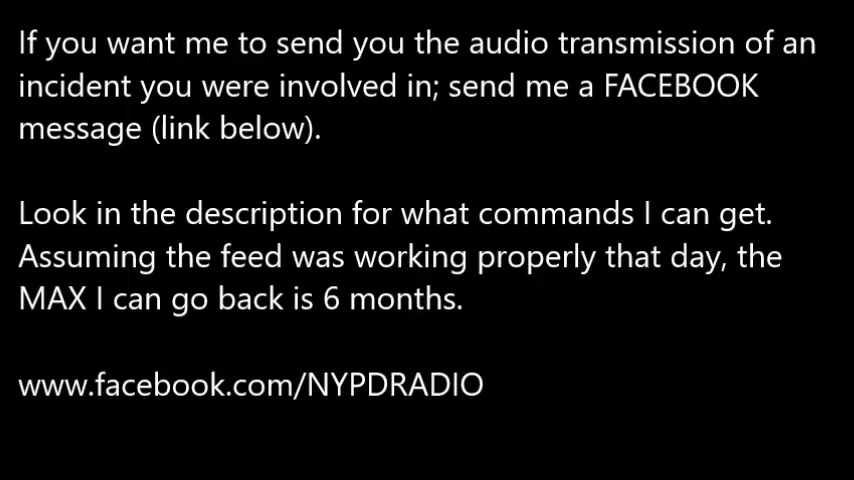 If you want me to send you the audio transmission of an
incident you were involved in; send me a FACEBOOK
message (link below).
Look in the description for what commands I can get.
Assuming the feed was working properly that day, the
MAX I can go back is 6 months.
www.facebook.com/NYPDRADIO